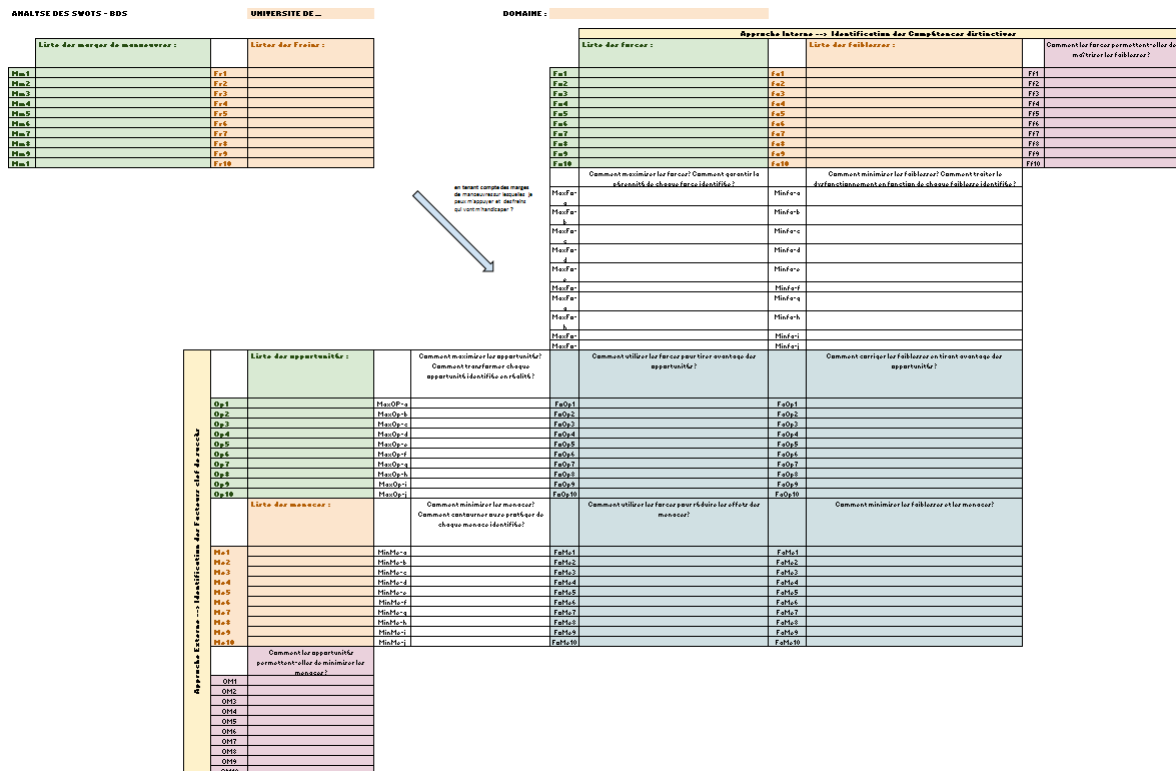 ANALYSE DES SWOTS - BDS
UNIVERSITE DE ...
DOMAINE :
Approche Interne --> Identification des Compétences distinctives
Liste des marges de manoeuvres :
Listes des Freins :
Liste des forces :
Liste des faiblesses :
Comment les forces permettent-elles de
maîtriser les faiblesses ?
Mm1 Fr1 Fo1 fa1 Ff1
Mm2 Fr2 Fo2 fa2 Ff2
Mm3 Fr3 Fo3 fa3 Ff3
Mm4 Fr4 Fo4 fa4 Ff4
Mm5 Fr5 Fo5 fa5 Ff5
Mm6 Fr6 Fo6 fa6 Ff6
Mm7 Fr7 Fo7 fa7 Ff7
Mm8 Fr8 Fo8 fa8 Ff8
Mm9 Fr9 Fo9 fa9 Ff9
Mm1 Fr10 Fo10 fa10 Ff10
Comment maximiser les forces? Comment garantir la
pérennité de chaque force identifiée ?
Comment minimiser les faiblesses? Comment traiter le
dysfonctionnement en fonction de chaque faiblesse identifiée ?
en tenant compte des marges
de manoeuvres sur lesquelles je
peux m'appuyer et des freins
qui vont m'handicaper ?
MaxFo-a Minfa-a
MaxFo-b Minfa-b
MaxFo-c Minfa-c
MaxFo-d Minfa-d
MaxFo-e Minfa-e
MaxFo- Minfa-f
MaxFo-g Minfa-g
MaxFo-h Minfa-h
MaxFo- Minfa-i
MaxFo- Minfa-j
Approche Externe --> Identification des Facteurs clef de succès
Liste des opportunités :
Comment maximiser les opportunités?
Comment transformer chaque
opportunité identifiée en réalité ?
Comment utiliser les forces pour tirer avantage des
opportunités ?
Comment corriger les faiblesses en tirant avantage des
opportunités ?
Op1 MaxOP-a FoOp1 FaOp1
Op2 MaxOp-b FoOp2 FaOp2
Op3 MaxOp-c FoOp3 FaOp3
Op4 MaxOp-d FoOp4 FaOp4
Op5 MaxOp-e FoOp5 FaOp5
Op6 MaxOp-f FoOp6 FaOp6
Op7 MaxOp-g FoOp7 FaOp7
Op8 MaxOp-h FoOp8 FaOp8
Op9 MaxOp-i FoOp9 FaOp9
Op10 MaxOp-j FoOp10 FaOp10
Liste des menaces :
Comment minimiser les menaces?
Comment contourner au se protéger de
chaque menace identifiée?
Comment utiliser les forces pour réduire les effets des
menaces?
Comment minimiser les faiblesses et les menaces?
Me1 MinMe-a FoMe1 FaMe1
Me2 MinMe-b FoMe2 FaMe2
Me3 MinMe-c FoMe3 FaMe3
Me4 MinMe-d FoMe4 FaMe4
Me5 MinMe-e FoMe5 FaMe5
Me6 MinMe-f FoMe6 FaMe6
Me7 MinMe-g FoMe7 FaMe7
Me8 MinMe-h FoMe8 FaMe8
Me9 MinMe-i FoMe9 FaMe9
Me10 MinMe-j FoMe10 FaMe10
Comment les opportunités
permettent-elles de minimiser les
menaces ?
OM1
OM2
OM3
OM4
OM5
OM6
OM7
OM8
OM9
OM10